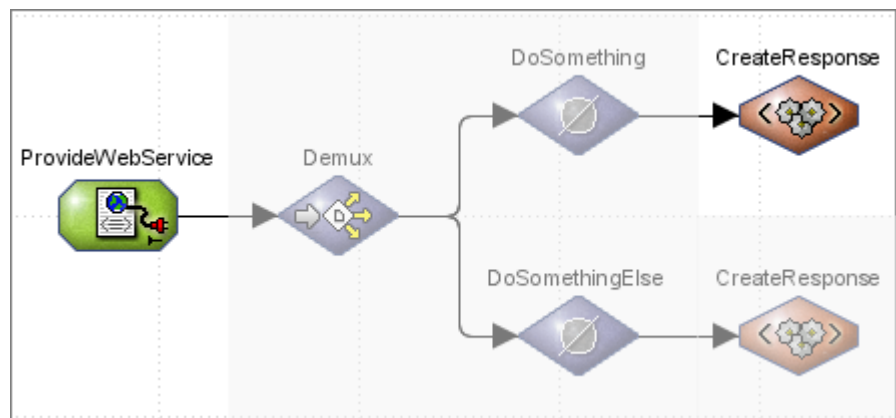 DoSomething
CreateResponse
ProvideWebService
Demux
DoSomethingElse
CreateResponse